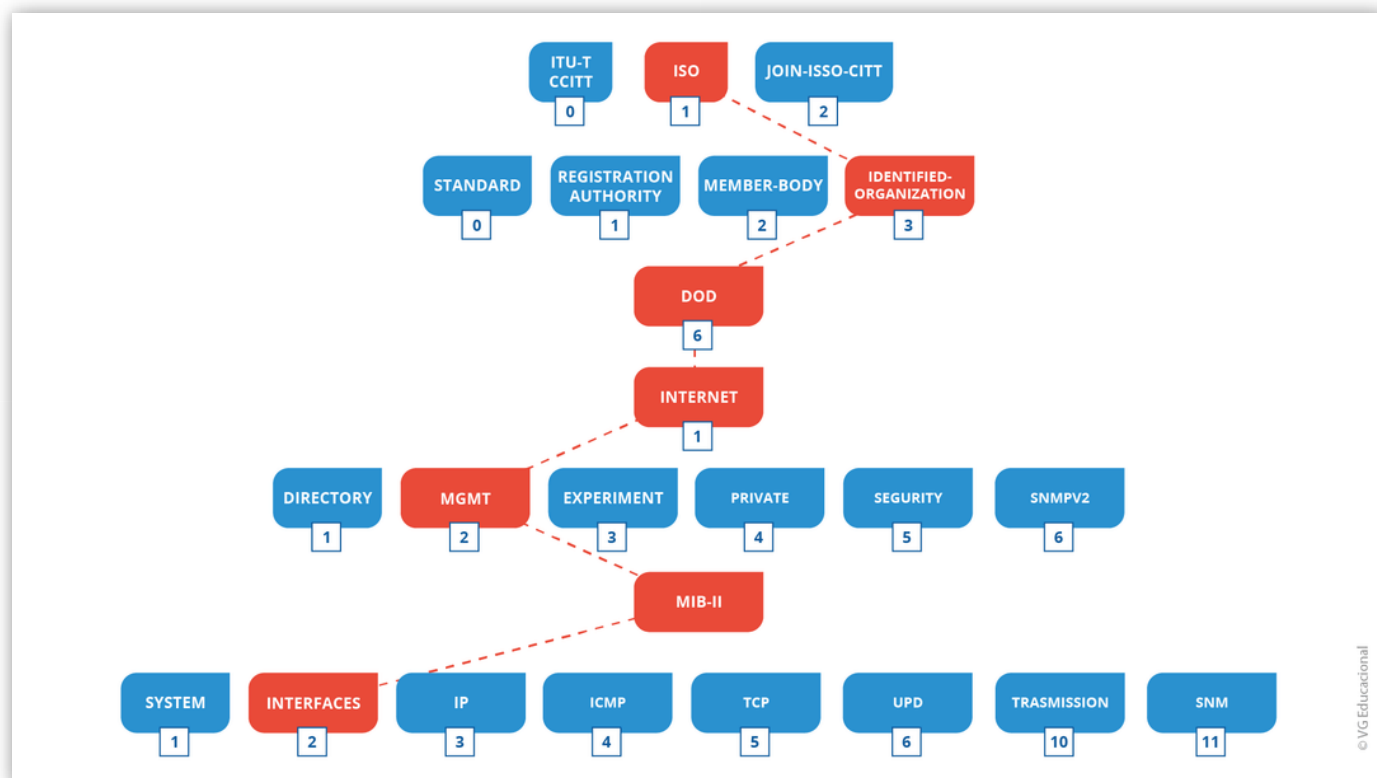 ITU-T
CCITT
ISO
JOIN-ISSO-CITT
0
1
2
STANDARD
REGISTRATION
AUTHORITY
MEMBER-BODY
IDENTIFIED-
ORGANIZATION
0
1
2
3
DOD
6
INTERNET
1
DIRECTORY
MGMT
EXPERIMENT
PRIVATE
SEGURITY
SNMPV2
1
2
3
4
5
6
MIB-II
SYSTEM
INTERFACES
IP
ICMP
TCP
UPD
TRASMISSION
SNM
1
2
3
4
5
6
10
11
© VG Educacional